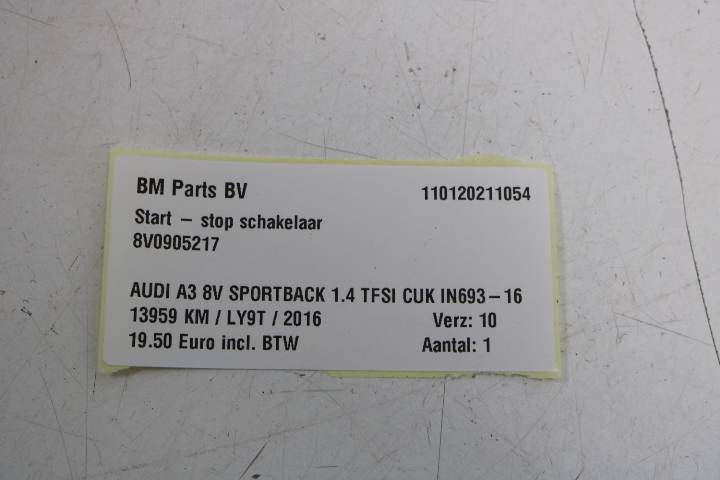 BM Parts BV 110120211054
Start – stop schakelaar
8V0905217
AUDI A3 8V SPORTBACK 1.4 TFSI CUK IN693–16
13959 KM / LY9T / 2016 Verz: 10
19.50 Euro incl. BTW Aantal: 1